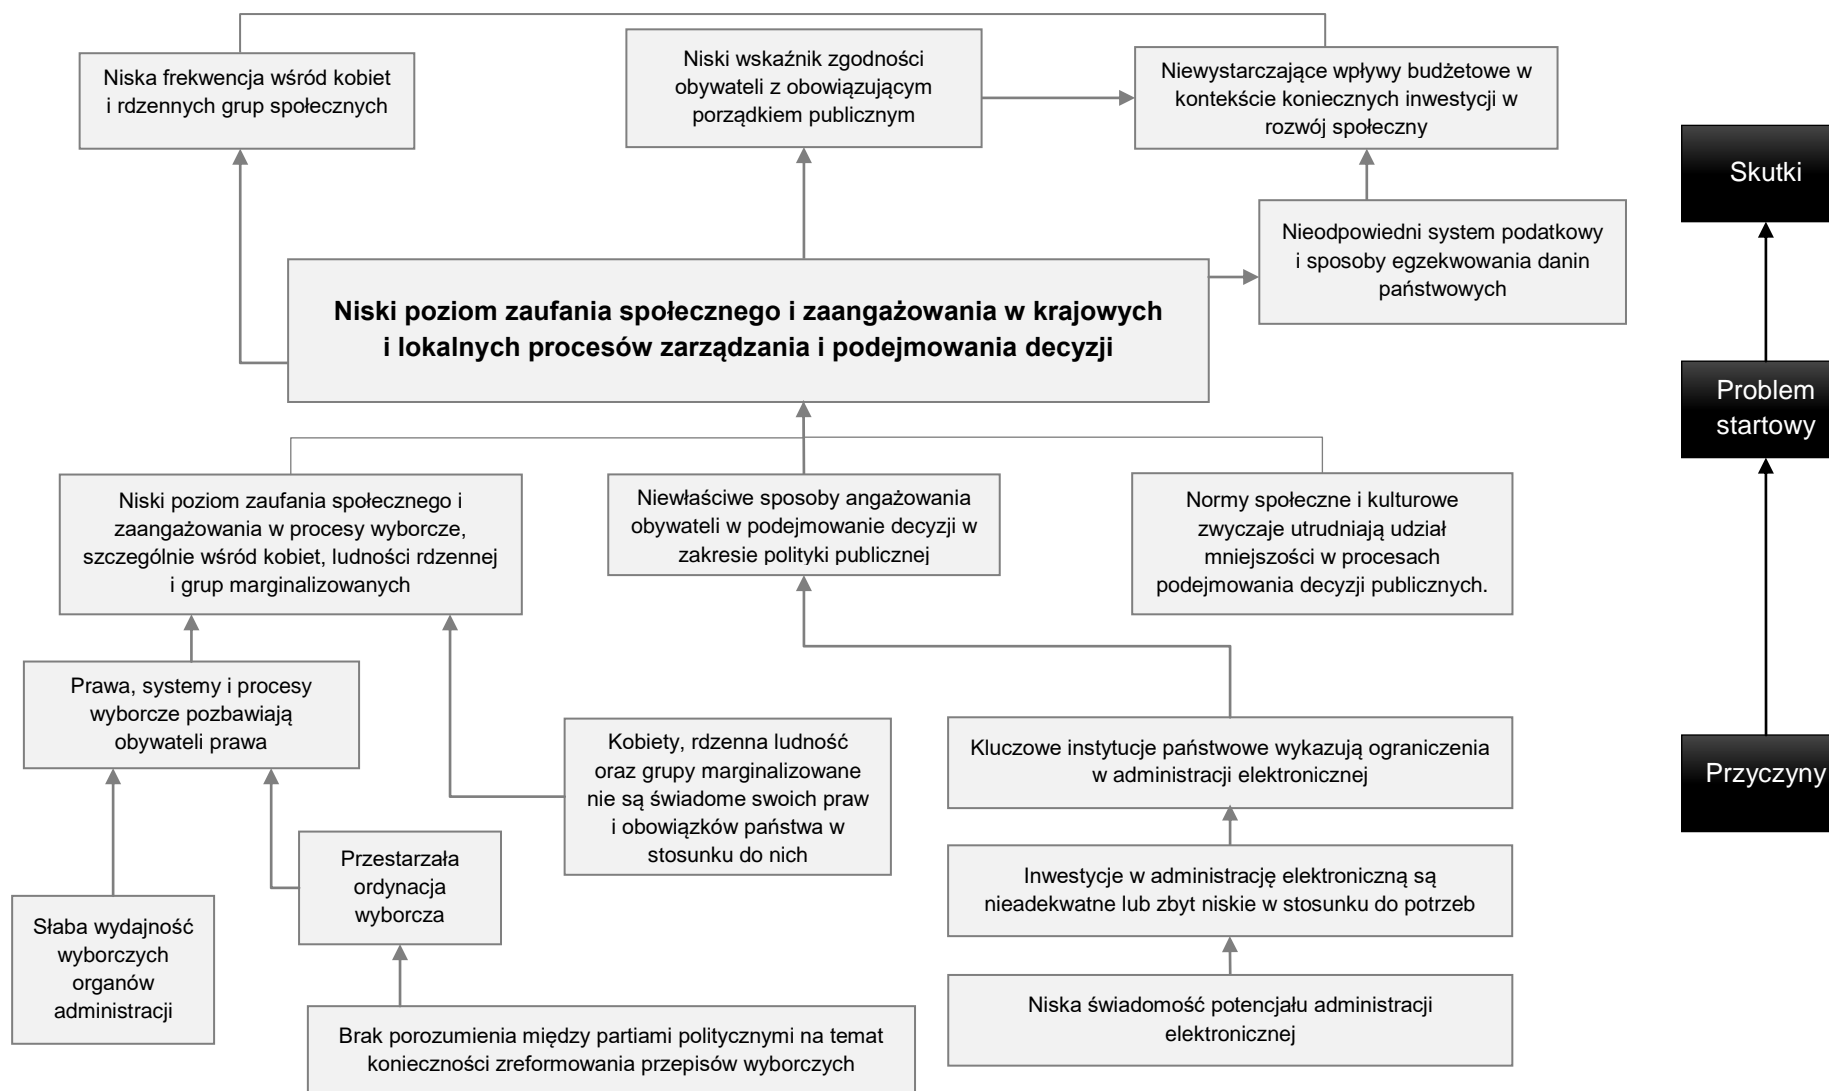 Niska frekwencja wśród kobiet
i rdzennych grup społecznych
Niski wskaźnik zgodności
obywateli z obowiązującym
porządkiem publicznym
Niewystarczające wpływy budżetowe w
kontekście koniecznych inwestycji w
rozwój społeczny
Skutki
Nieodpowiedni system podatkowy
i sposoby egzekwowania danin
państwowych
Niski poziom zaufania społecznego i zaangażowania w krajowych
i lokalnych procesów zarządzania i podejmowania decyzji
Problem
startowy
Niski poziom zaufania społecznego i
zaangażowania w procesy wyborcze,
szczególnie wśród kobiet, ludności rdzennej
i grup marginalizowanych
Niewłaściwe sposoby angażowania
obywateli w podejmowanie decyzji w
zakresie polityki publicznej
Normy społeczne i kulturowe
zwyczaje utrudniają udział
mniejszości w procesach
podejmowania decyzji publicznych.
Prawa, systemy i procesy
wyborcze pozbawiają
obywateli prawa
Kobiety, rdzenna ludność
oraz grupy marginalizowane
nie są świadome swoich praw
i obowiązków państwa w
stosunku do nich
Kluczowe instytucje państwowe wykazują ograniczenia
w administracji elektronicznej
Przyczyny
Przestarzała
ordynacja
wyborcza
Inwestycje w administrację elektroniczną są
nieadekwatne lub zbyt niskie w stosunku do potrzeb
Słaba wydajność
wyborczych
organów
administracji
Brak porozumienia między partiami politycznymi na temat
konieczności zreformowania przepisów wyborczych
Niska świadomość potencjału administracji
elektronicznej